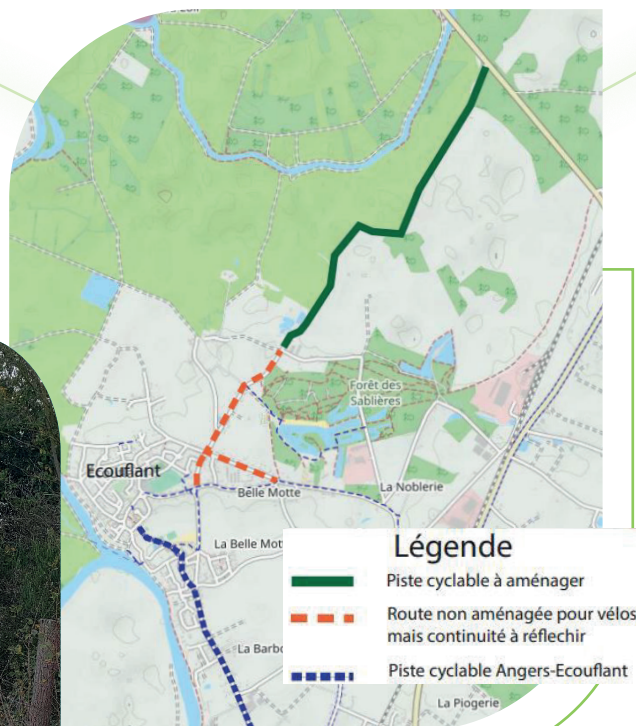 Forêt des
Sablières
Ecouflant
Belle Motte
La Noblerie
La Belle Mott
Légende
Piste cyclable à aménager
Route non aménagée pour vélos
mais continuité à réflechir
La Barbo
Piste cyclable Angers-Ecouflant
La Piogerie